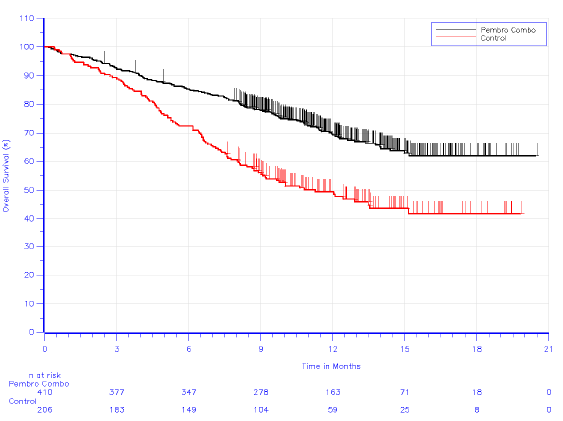 110
100
90
80
70
60
50
40
30
20
10
0
Overall Survival (%)
Pembro Combo
Control
0 3 6 9 12 15 18 21
Time in Months
n at risk
Pembro Combo
410 377 347 278 163 71 18 0
Control
206 183 149 104 59 25 8 0